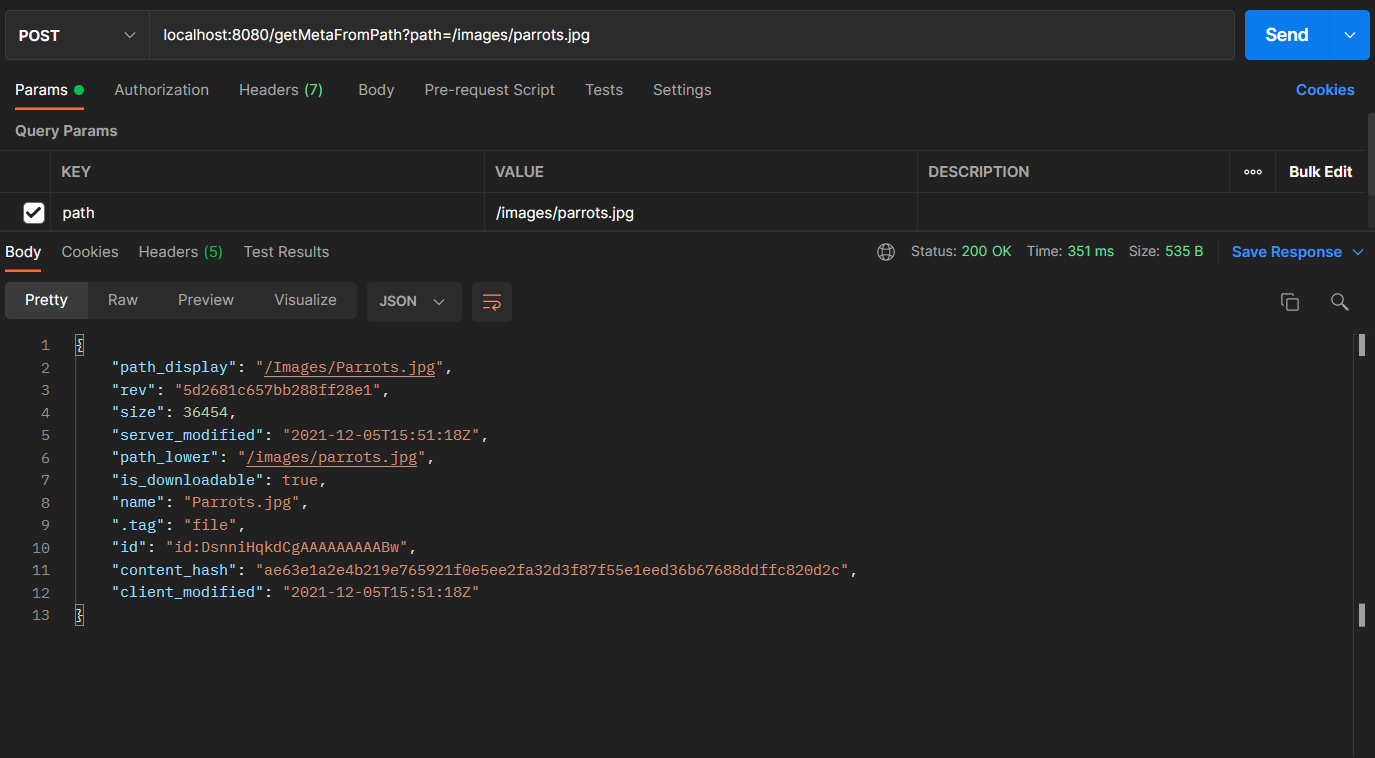 POST localhost:8080/getMetaFromPath?path=/images/parrots.jpg Send
Params Authorization Headers (7) Body Pre-request Script Tests Settings Cookies
Query Params
KEY VALUE DESCRIPTION ooo Bulk Edit
path /images/parrots.jpg
Body Cookies Headers (5) Test Results Status: 200 OK Time: 351 ms Size: 535 B Save Response
Pretty Raw Preview Visualize JSON
1 {
2 "path_display": "/Images/Parrots.jpg",
3 "rev": "5d2681c657bb288ff28e1",
4 "size": 36454,
5 "server_modified": "2021-12-05T15:51:18Z",
6 "path_lower": "/images/parrots.jpg",
7 "is_downloadable": true,
8 "name": "Parrots.jpg",
9 ".tag": "file",
10 "id": "id:DsnniHqkdCgAAAAAAAAABw",
11 "content_hash": "ae63e1a2e4b219e765921f0e5ee2fa32d3f87f55e1eed36b67688ddffc820d2c",
12 "client_modified": "2021-12-05T15:51:18Z"
13 }